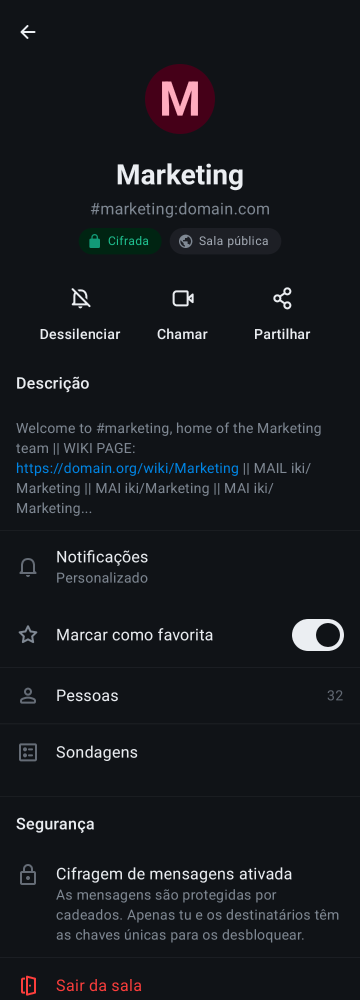 M
Marketing
#marketing:domain.com
Cifrada
Sala pública
Dessilenciar
Chamar
Partilhar
Descrição
Welcome to #marketing, home of the Marketing
team || WIKI PAGE:
https://domain.org/wiki/Marketing || MAIL iki/
Marketing || MAI iki/Marketing || MAI iki/
Marketing...
Notificações
Personalizado
Marcar como favorita
Pessoas
32
Sondagens
Segurança
Cifragem de mensagens ativada
As mensagens são protegidas por
cadeados. Apenas tu e os destinatários têm
as chaves únicas para os desbloquear.
Sair da sala